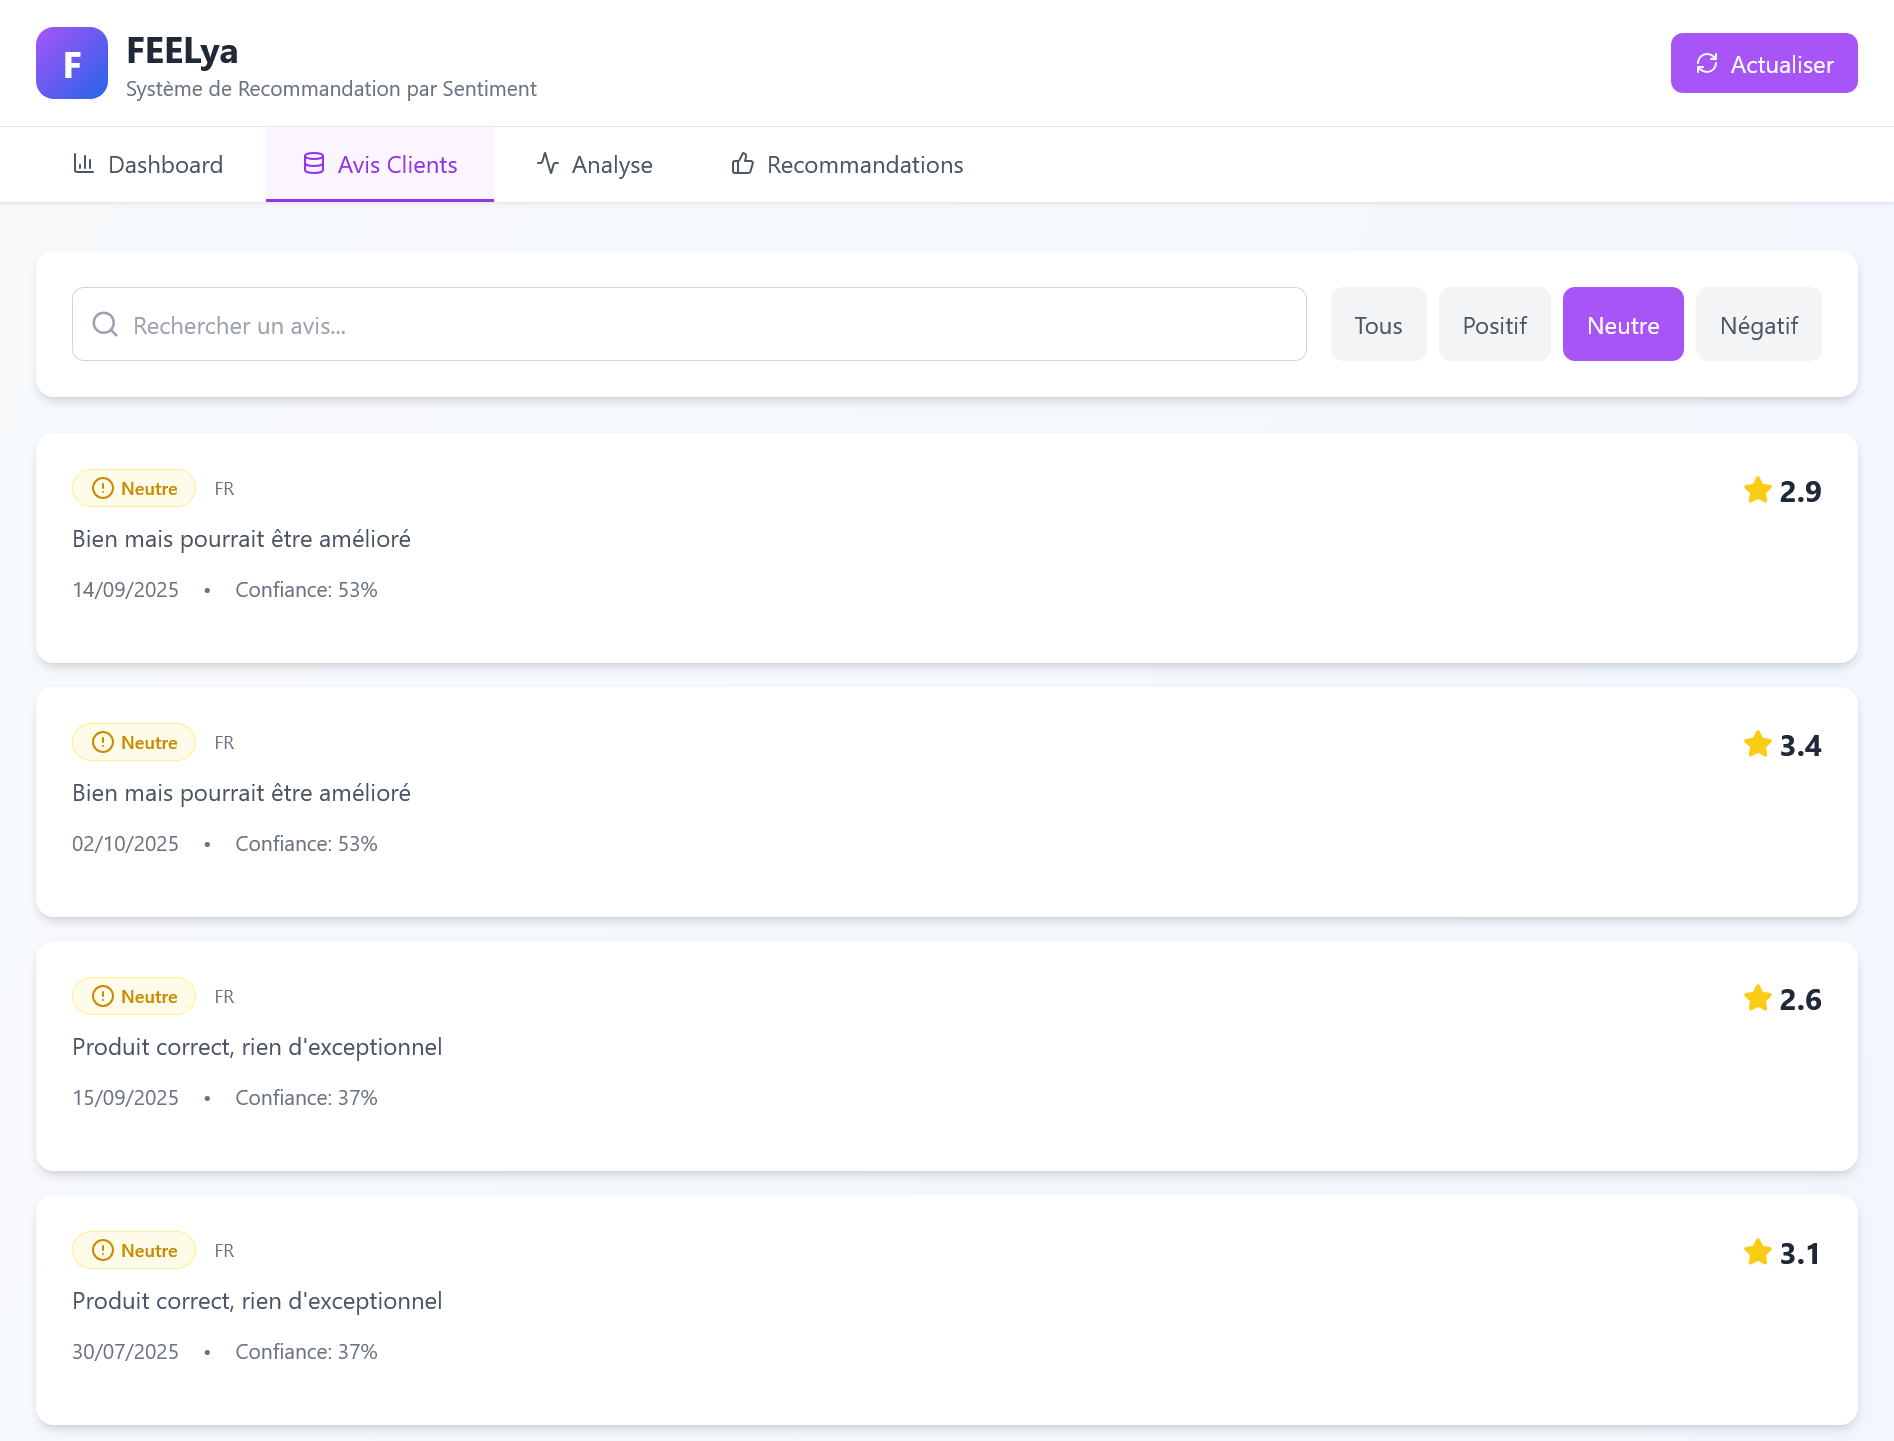 F
FEELya
Système de Recommandation par Sentiment
Actualiser
Dashboard
Avis Clients
Analyse
Recommandations
Rechercher un avis...
Tous
Positif
Neutre
Négatif
Neutre FR
2.9
Bien mais pourrait être amélioré
14/09/2025 • Confiance: 53%
Neutre FR
3.4
Bien mais pourrait être amélioré
02/10/2025 • Confiance: 53%
Neutre FR
2.6
Produit correct, rien d'exceptionnel
15/09/2025 • Confiance: 37%
Neutre FR
3.1
Produit correct, rien d'exceptionnel
30/07/2025 • Confiance: 37%